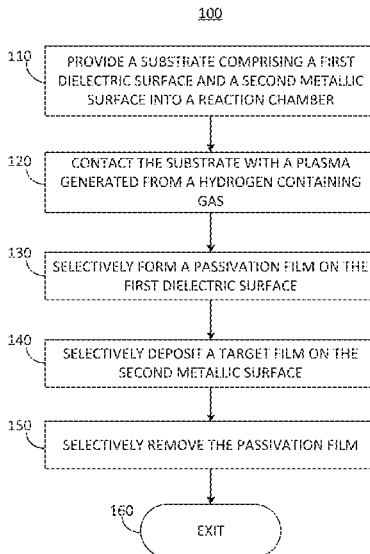 100
110
PROVIDE A SUBSTRATE COMPRISING A FIRST
DIELECTRIC SURFACE AND A SECOND METALLIC
SURFACE INTO A REACTION CHAMBER
120
CONTACT THE SUBSTRATE WITH A PLASMA
GENERATED FROM A HYDROGEN CONTAINING
GAS
130
SELECTIVELY FORM A PASSIVATION FILM ON THE
FIRST DIELECTRIC SURFACE
140
SELECTIVELY DEPOSIT A TARGET FILM ON THE
SECOND METALLIC SURFACE
150
SELECTIVELY REMOVE THE PASSIVATION FILM
160
EXIT